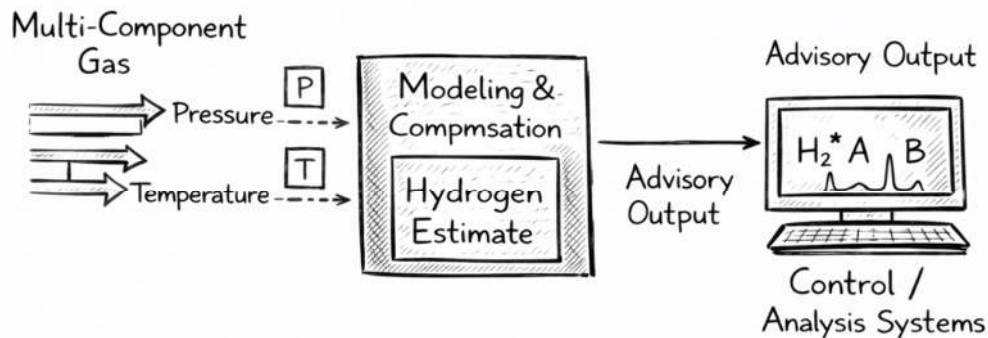 Multi-Component
Gas
Pressure
P
Temperature
T
Modeling &
Compmsation
Hydrogen
Estimate
Advisory
Output
Advisory Output
H₂* A B
Control /
Analysis Systems